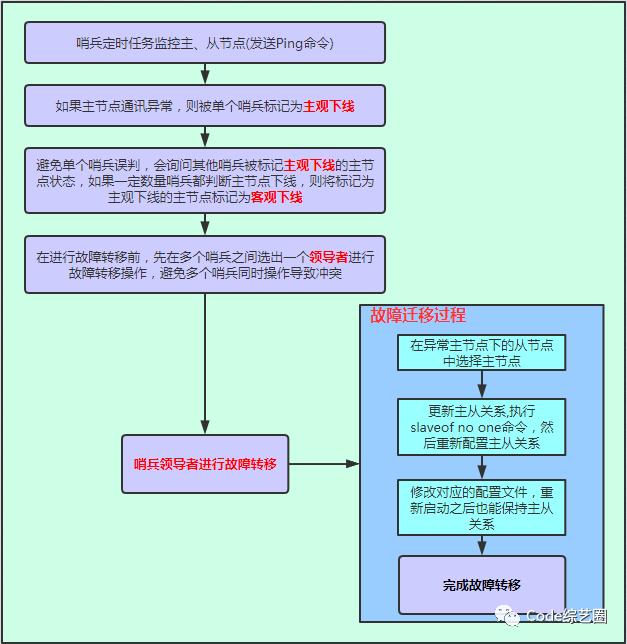 哨兵定时任务监控主、从节点(发送Ping命令)
如果主节点通讯异常，则被单个哨兵标记为主观下线
避免单个哨兵误判，会询问其他哨兵被标记主观下线的主节
点状态，如果一定数量哨兵都判断主节点下线，则将标记为
主观下线的主节点标记为客观下线
在进行故障转移前，先在多个哨兵之间选出一个领导者进行
故障转移操作，避免多个哨兵同时操作导致冲突
哨兵领导者进行故障转移
故障迁移过程
在异常主节点下的从节点
中选择主节点
更新主从关系,执行
slaveof no one命令，然
后重新配置主从关系
修改对应的配置文件，重
新启动之后也能保持主从
关系
完成故障转移
Code综艺圈